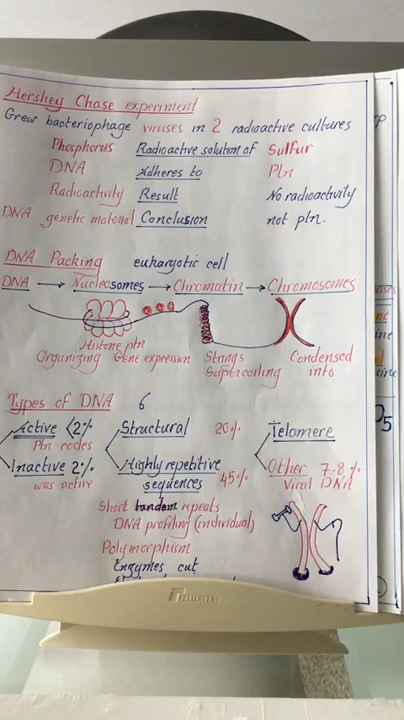 Hershey Chase experiment
Grew bacteriophage viruses in 2 radioactive cultures
Phosphorus Radioactive solution of Sulfur
DNA Adheres to Ptn
Radioactivity Result No radioactivity
DNA genetic material Conclusion not ptn.
DNA Packing eukaryotic cell
DNA → Nucleosomes → Chromatin → Chromosomes
Histone ptn
Organizing Gene expression Strings Supercoiling Condensed into
Types of DNA 6
Active <2% Structural 20% Telomere
Ptn codes
Inactive 2% Highly repetitive sequences 45% Other 7-8%
was active Viral DNA
Short tandem repeats
DNA profiling (individual)
Polymorphism
Enzymes cut
FELLOWES